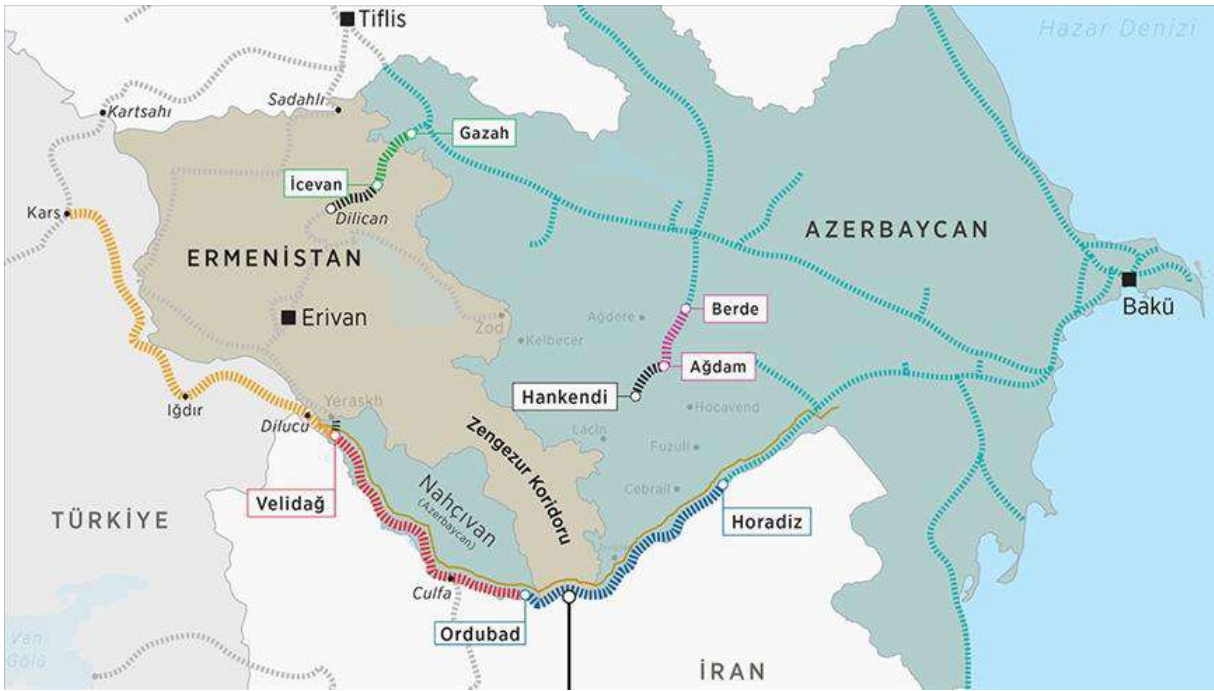 Tiflis
Hazar Denizi
Sadahlı
Kartsahı
Gazah
İcevan
Kars
Dilican
AZERBAYCAN
ERMENİSTAN
Bakü
Erivan
Zod
Ağdere
Berde
Kelbecer
Ağdam
Hankendi
Iğdır
Yeraskh
Hocavend
Dilucu
Laçin
Fuzuli
Zengezur Koridoru
Velidağ
Nahçıvan
(Azerbaycan)
Cebrail
Horadiz
TÜRKİYE
Culfa
Ordubad
Van
Gölü
İRAN